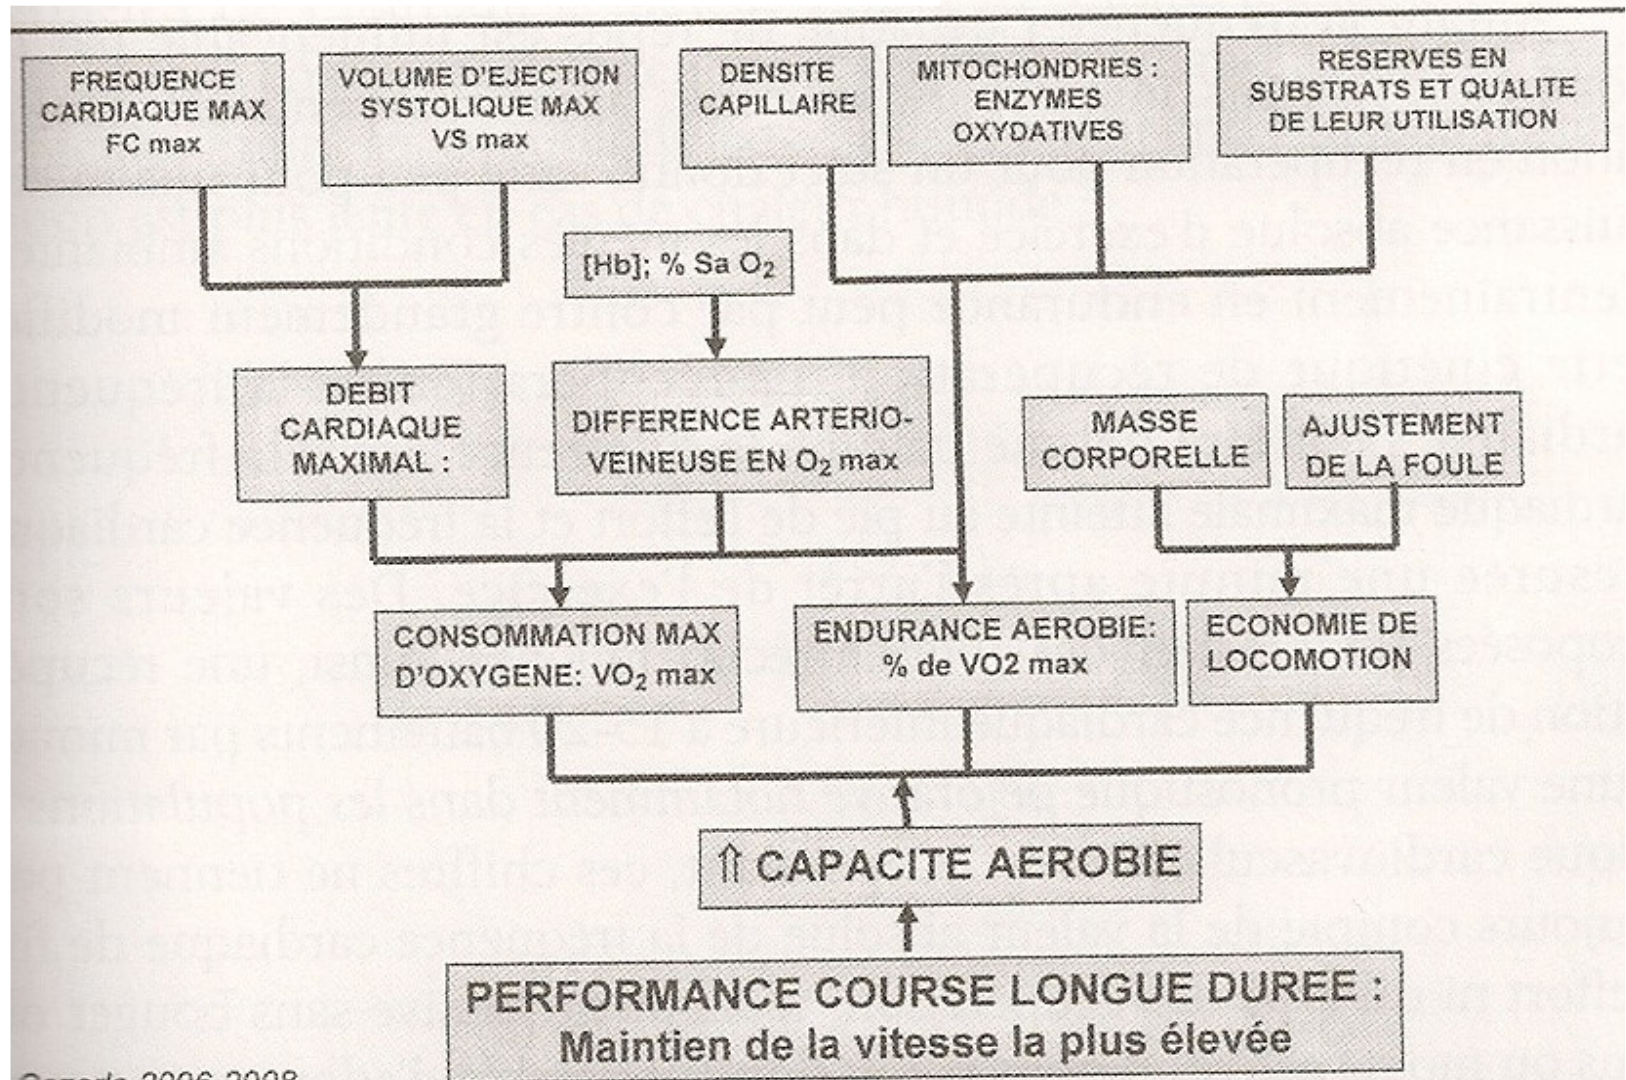 FREQUENCE
CARDIAQUE MAX
FC max
VOLUME D'EJECTION
SYSTOLIQUE MAX
VS max
DENSITE
CAPILLAIRE
MITOCHONDRIES :
ENZYMES
OXYDATIVES
RESERVES EN
SUBSTRATS ET QUALITE
DE LEUR UTILISATION
[Hb]; % Sa O₂
DEBIT
CARDIAQUE
MAXIMAL :
DIFFERENCE ARTERIO-
VEINEUSE EN O₂ max
MASSE
CORPORELLE
AJUSTEMENT
DE LA FOULE
CONSOMMATION MAX
D'OXYGENE: VO₂ max
ENDURANCE AEROBIE:
% de VO2 max
ECONOMIE DE
LOCOMOTION
⇑ CAPACITE AEROBIE
PERFORMANCE COURSE LONGUE DUREE :
Maintien de la vitesse la plus élevée
2006-2008